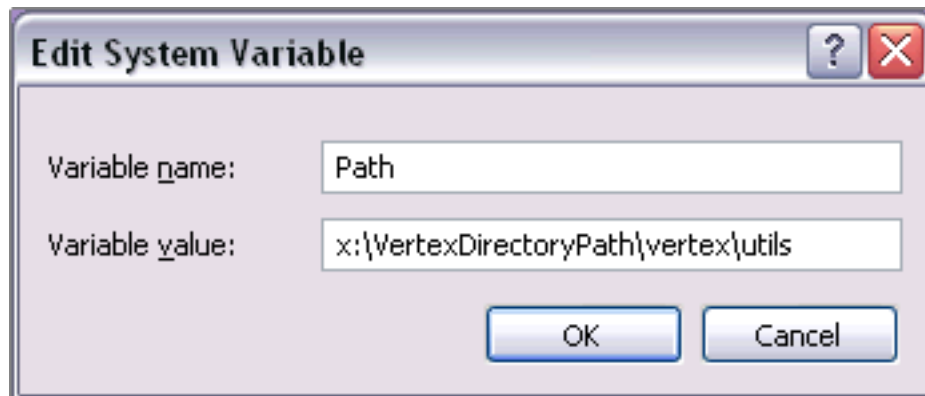 Edit System Variable
?
Variable name: Path
Variable value: x:\VertexDirectoryPath\vertex\utils
OK Cancel